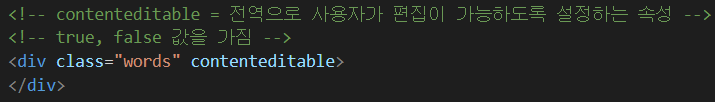 <!-- contenteditable = 전역으로 사용자가 편집이 가능하도록 설정하는 속성 -->
<!-- true, false 값을 가짐 -->
<div class="words" contenteditable>
</div>